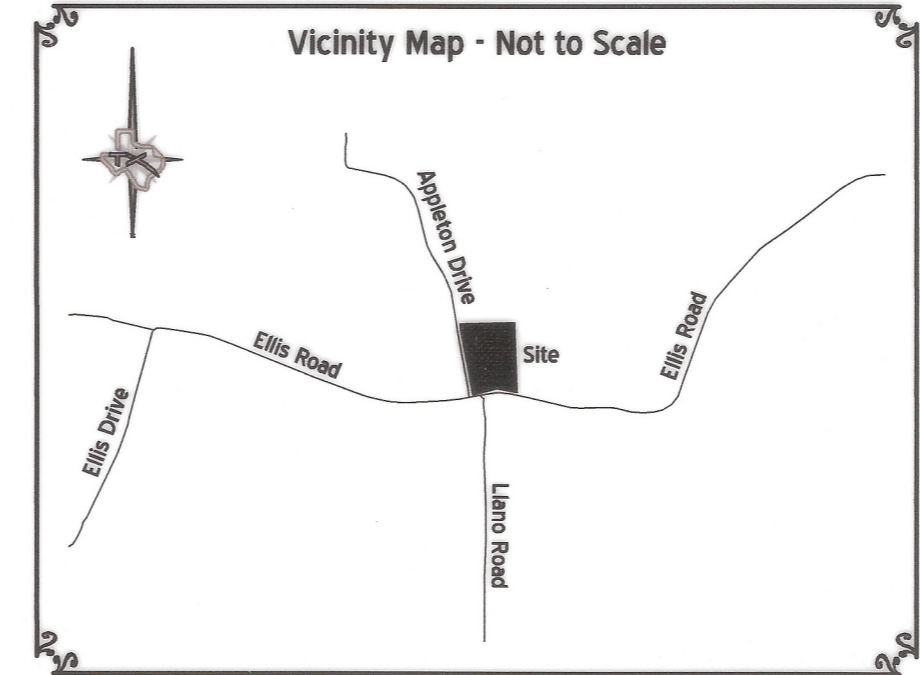 Vicinity Map - Not to Scale
TX
Appleton Drive
Ellis Road
Site
Ellis Road
Ellis Drive
Llano Road